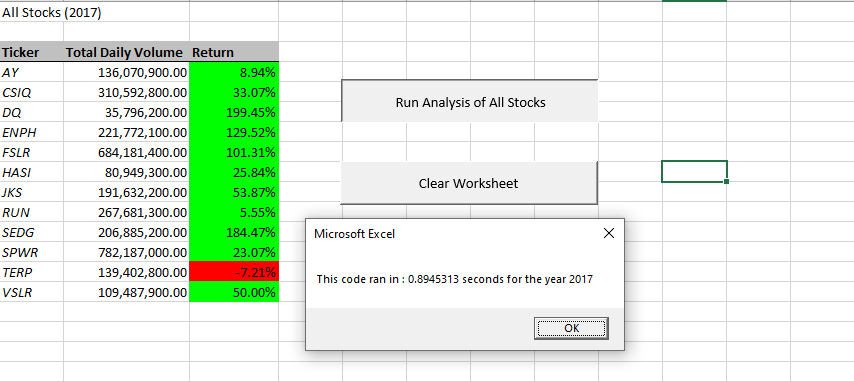 All Stocks (2017)
Ticker Total Daily Volume Return
AY 136,070,900.00 8.94%
CSIQ 310,592,800.00 33.07%
DQ 35,796,200.00 199.45%
ENPH 221,772,100.00 129.52%
FSLR 684,181,400.00 101.31%
HASI 80,949,300.00 25.84%
JKS 191,632,200.00 53.87%
RUN 267,681,300.00 5.55%
SEDG 206,885,200.00 184.47%
SPWR 782,187,000.00 23.07%
TERP 139,402,800.00 -7.21%
VSLR 109,487,900.00 50.00%
Run Analysis of All Stocks
Clear Worksheet
Microsoft Excel
This code ran in : 0.8945313 seconds for the year 2017
OK